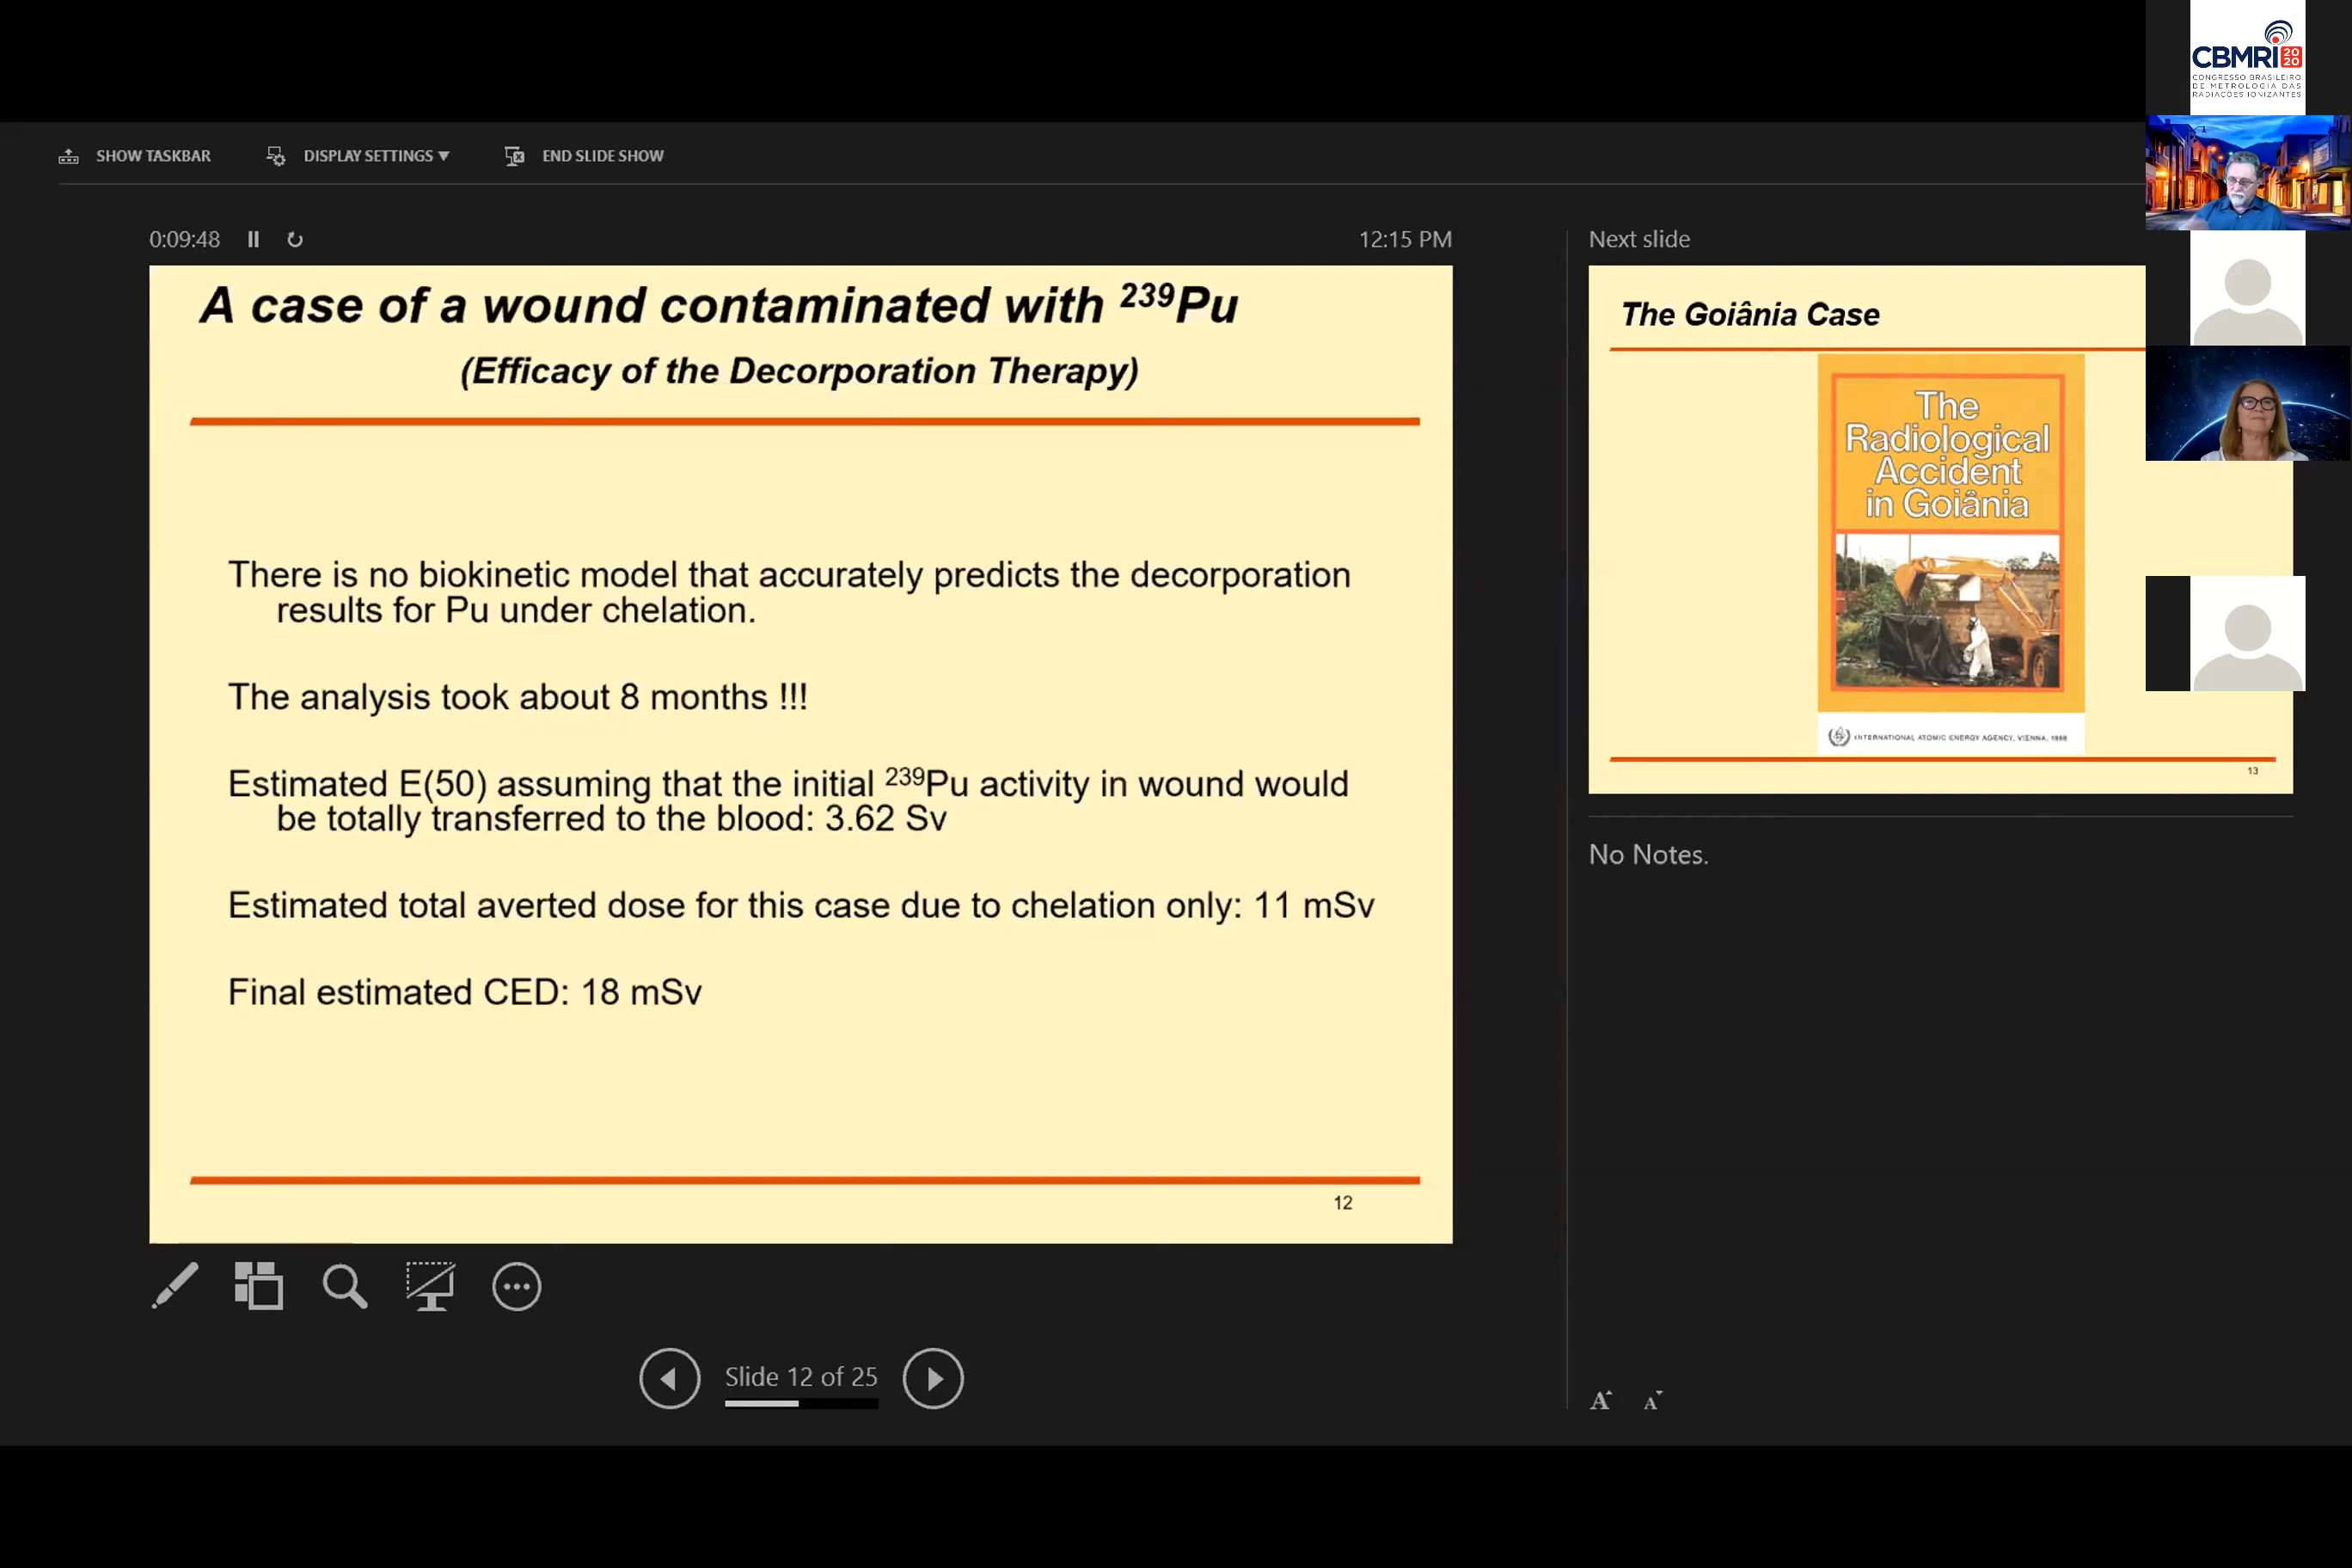 CBMRI 20 20
CONGRESSO BRASILEIRO
DE METROLOGIA DAS
RADIAÇÕES IONIZANTES
SHOW TASKBAR
DISPLAY SETTINGS ▼
END SLIDE SHOW
0:09:48
12:15 PM
A case of a wound contaminated with ²³⁹Pu
(Efficacy of the Decorporation Therapy)
There is no biokinetic model that accurately predicts the decorporation
results for Pu under chelation.
The analysis took about 8 months !!!
Estimated E(50) assuming that the initial ²³⁹Pu activity in wound would
be totally transferred to the blood: 3.62 Sv
Estimated total averted dose for this case due to chelation only: 11 mSv
Final estimated CED: 18 mSv
12
Slide 12 of 25
Next slide
The Goiânia Case
The
Radiological
Accident
in Goiânia
INTERNATIONAL ATOMIC ENERGY AGENCY, VIENNA, 1988
13
No Notes.
A A